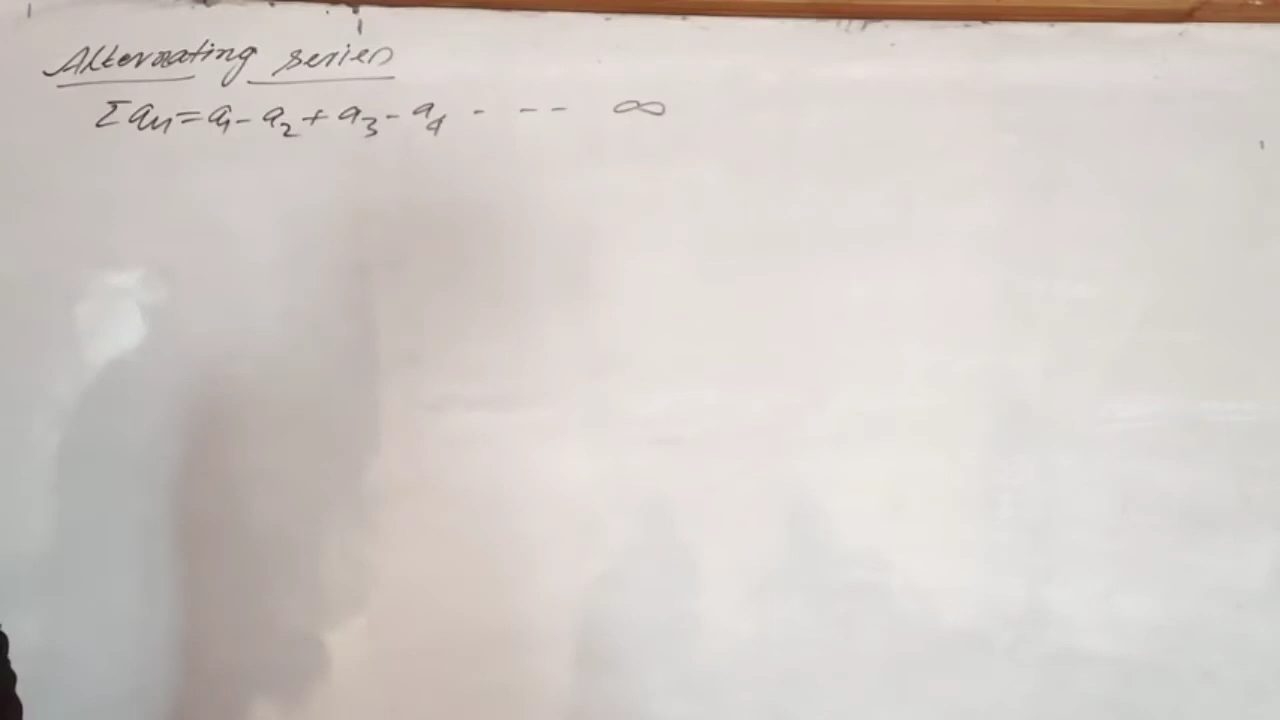 Alternating series
Σan = a1 - a2 + a3 - a4 - -- ∞